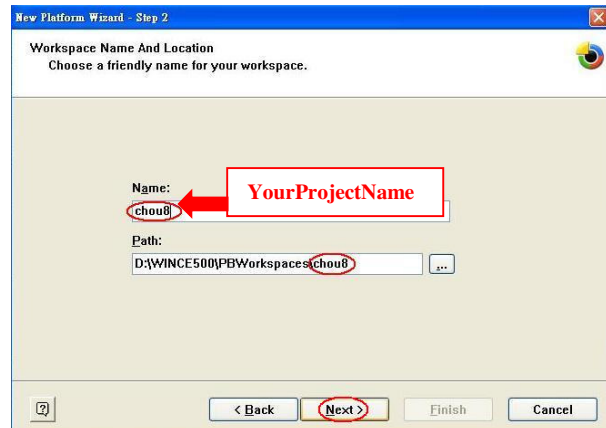 New Platform Wizard - Step 2
Workspace Name And Location
Choose a friendly name for your workspace.
Name:
YourProjectName
chou8
Path:
D:\WINCE500\PBWorkspaces\chou8
...
< Back
Next >
Finish
Cancel